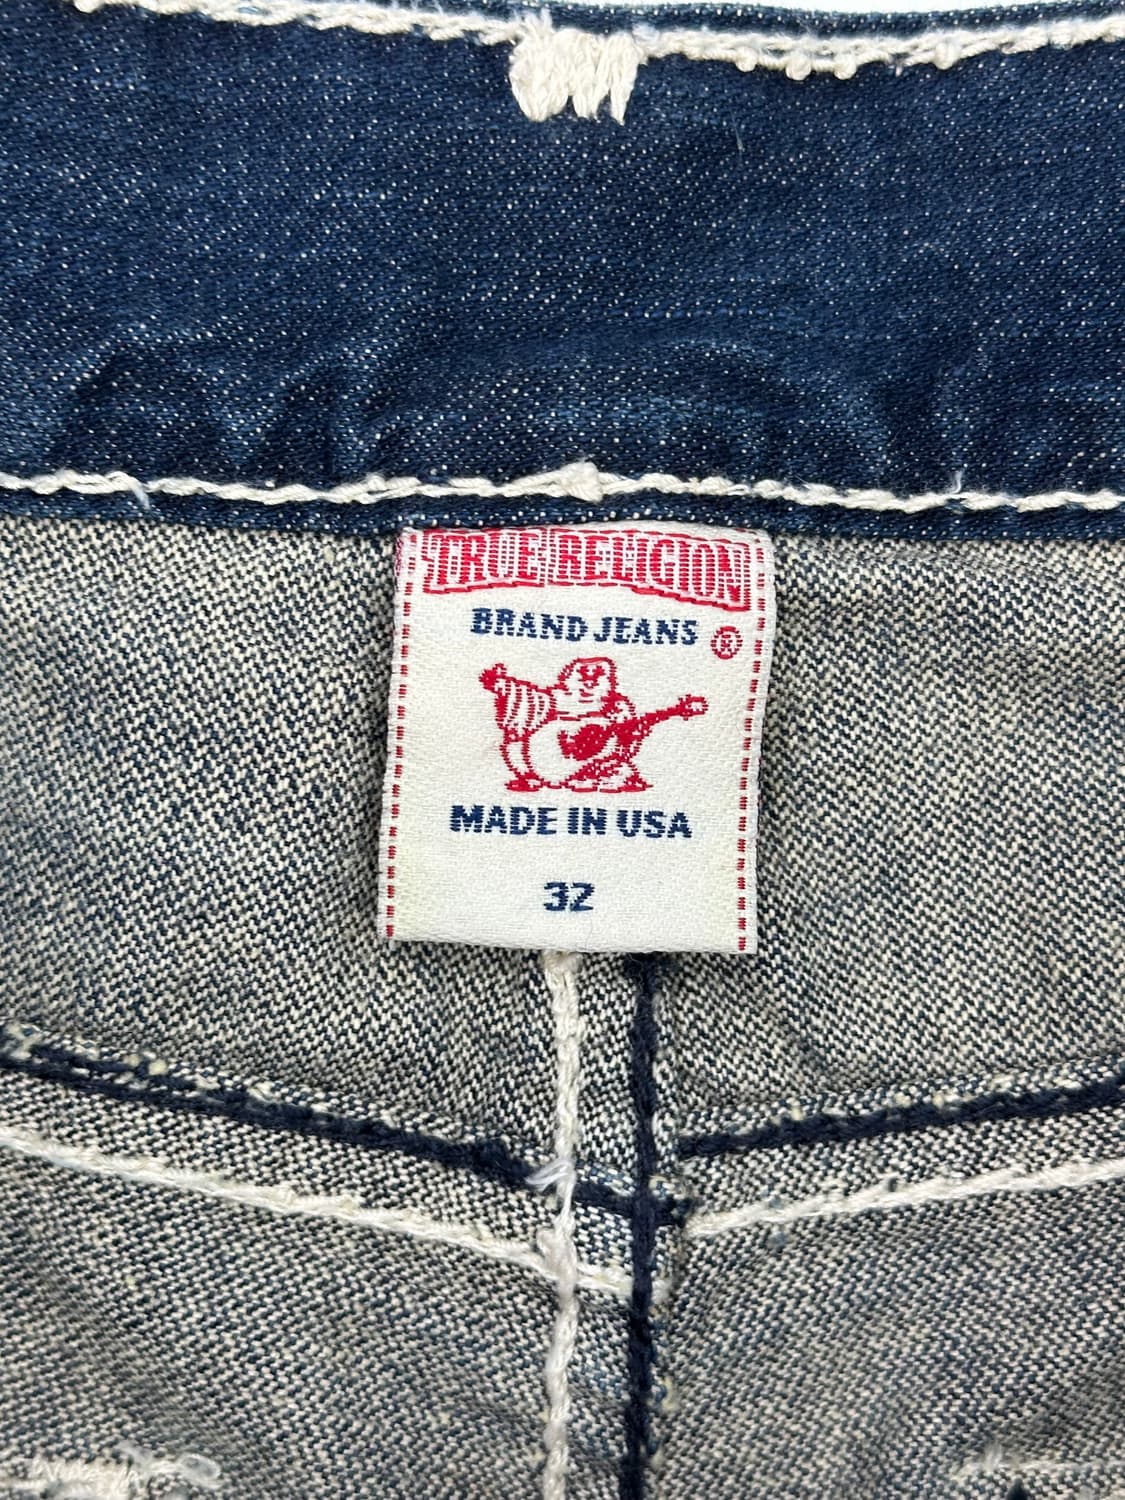 TRUE RELIGION
BRAND JEANS ®
MADE IN USA
32